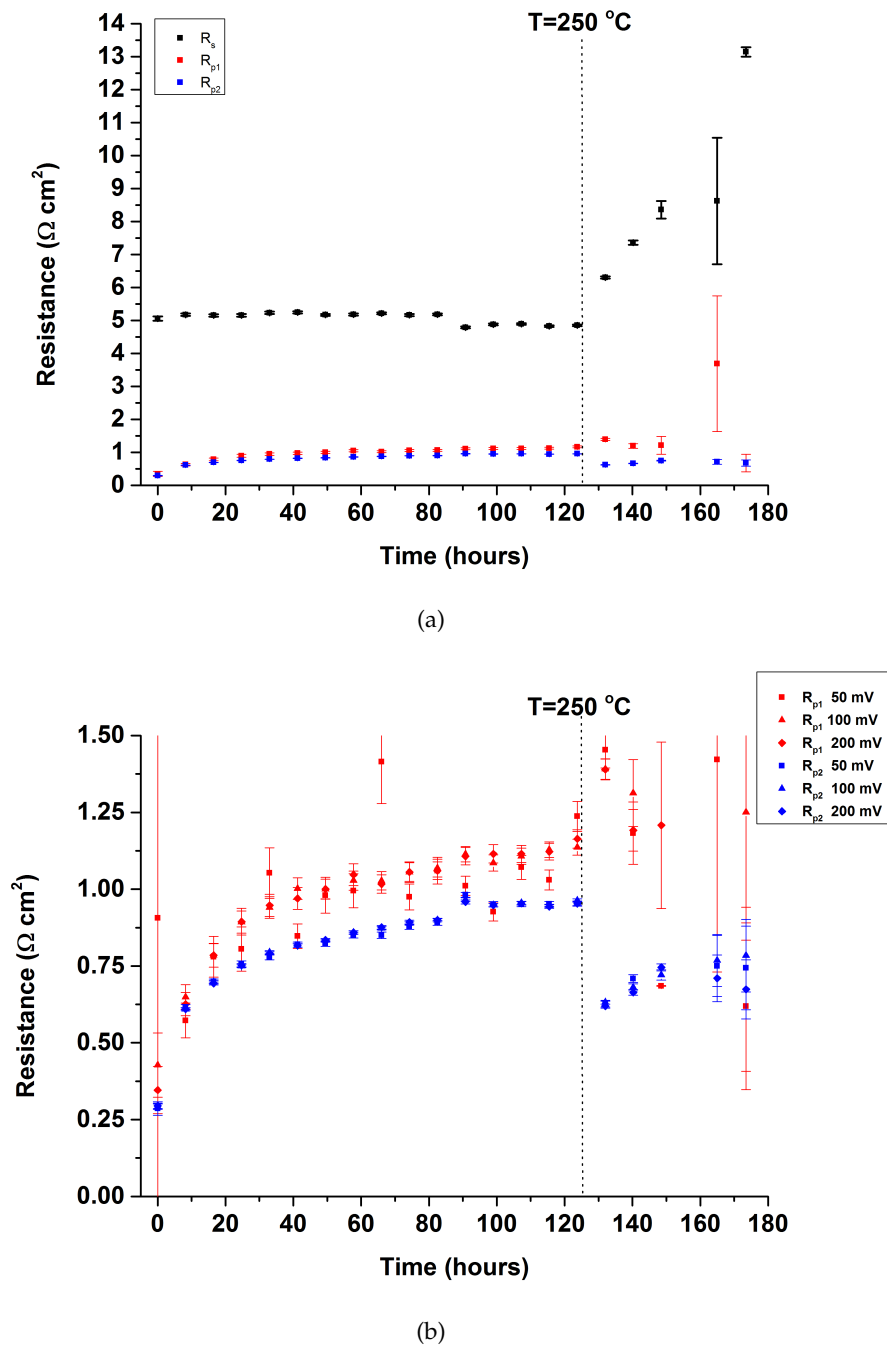 T=250 °C
R_s
R_p1
R_p2
14
13
12
11
10
9
8
7
6
5
4
3
2
1
0
Resistance (Ω cm²)
0 20 40 60 80 100 120 140 160 180
Time (hours)
(a)
T=250 °C
R_p1 50 mV
R_p1 100 mV
R_p1 200 mV
R_p2 50 mV
R_p2 100 mV
R_p2 200 mV
1.50
1.25
1.00
0.75
0.50
0.25
0.00
Resistance (Ω cm²)
0 20 40 60 80 100 120 140 160 180
Time (hours)
(b)